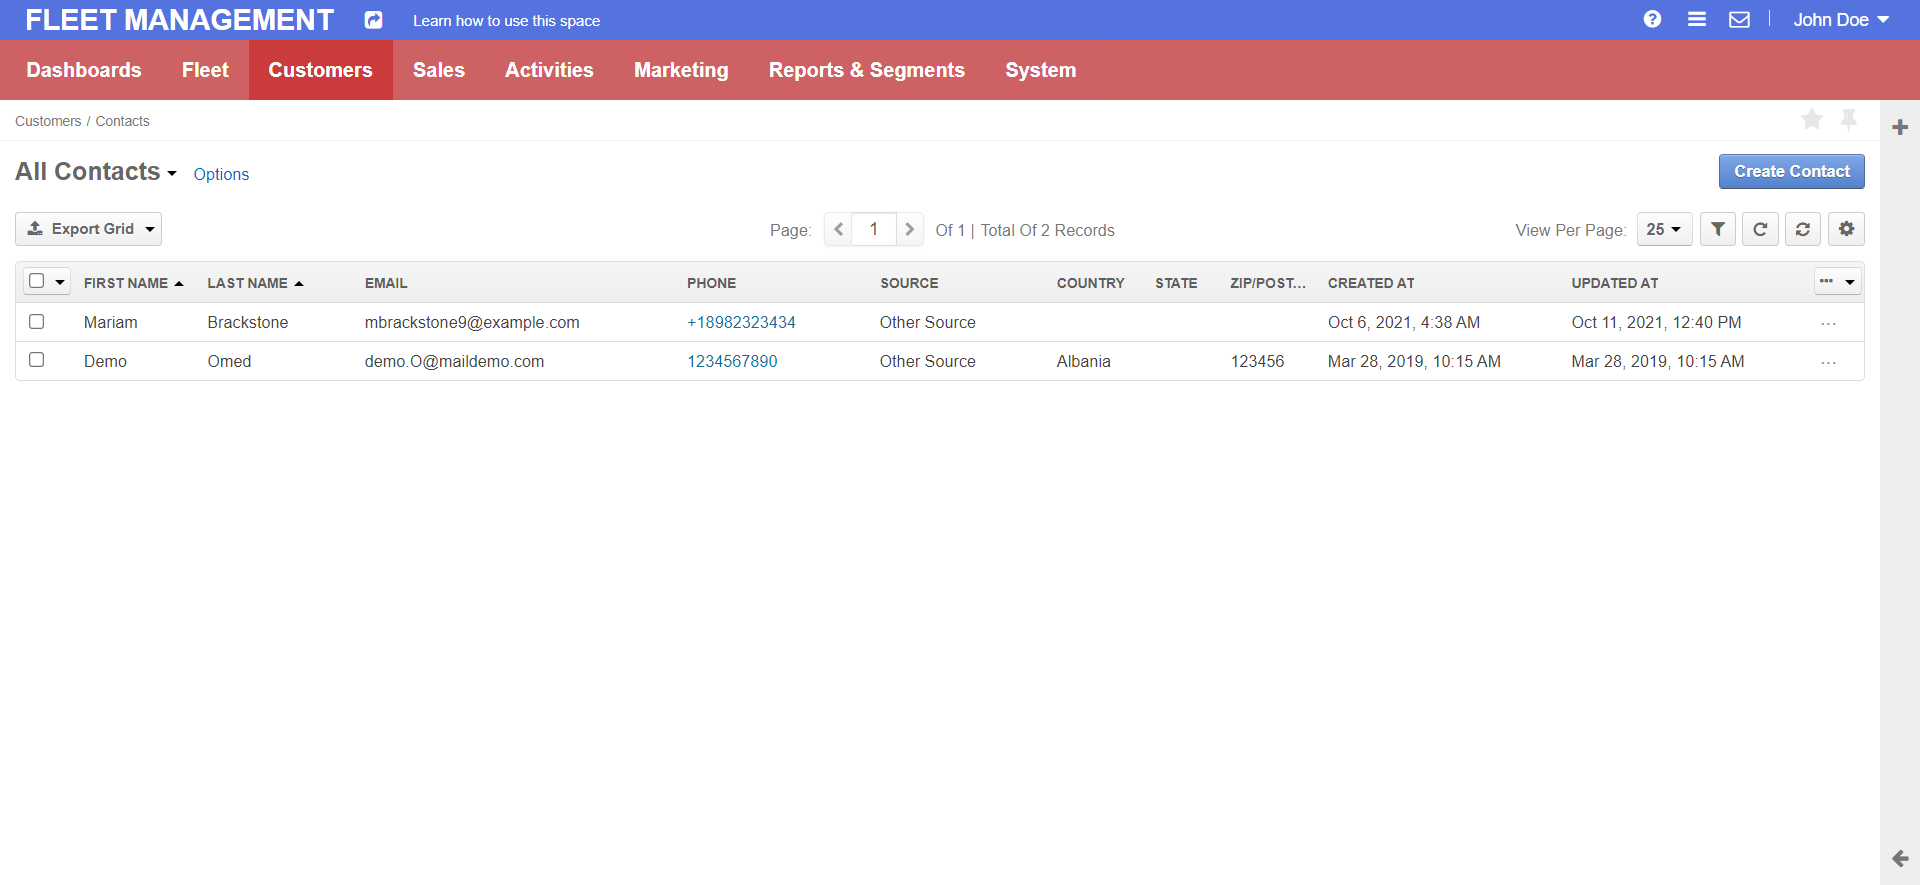 FLEET MANAGEMENT Learn how to use this space John Doe
Dashboards Fleet Customers Sales Activities Marketing Reports & Segments System
Customers / Contacts
All Contacts Options Create Contact
Export Grid Page: 1 Of 1 | Total Of 2 Records View Per Page: 25
FIRST NAME LAST NAME EMAIL PHONE SOURCE COUNTRY STATE ZIP/POST... CREATED AT UPDATED AT
Mariam Brackstone mbrackstone9@example.com +18982323434 Other Source Oct 6, 2021, 4:38 AM Oct 11, 2021, 12:40 PM
Demo Omed demo.O@maildemo.com 1234567890 Other Source Albania 123456 Mar 28, 2019, 10:15 AM Mar 28, 2019, 10:15 AM